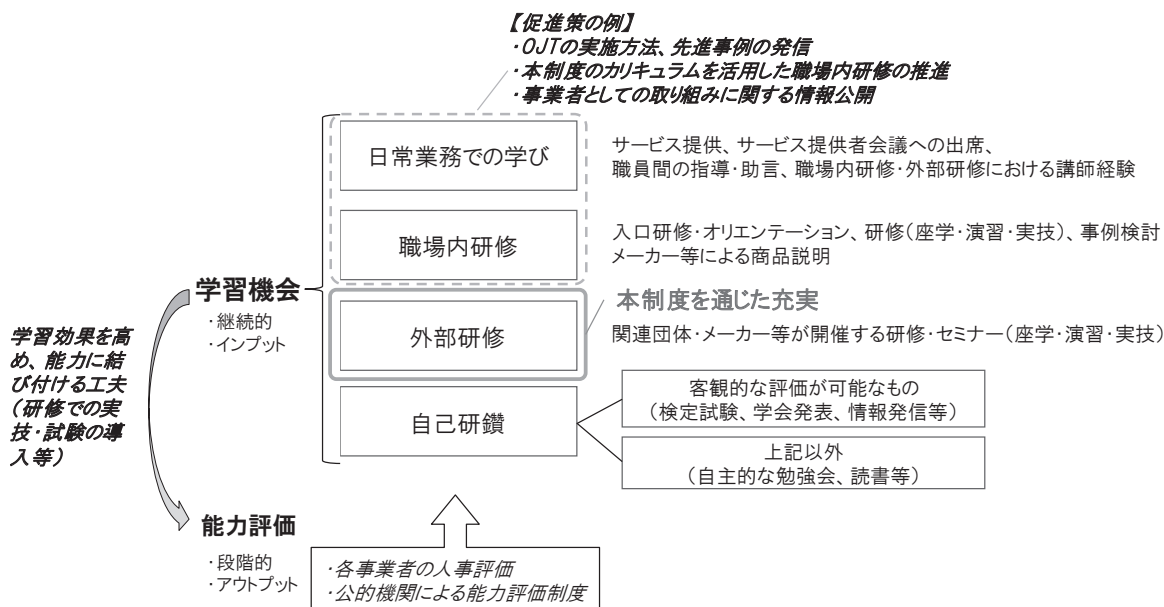 【促進策の例】
・OJTの実施方法、先進事例の発信
・本制度のカリキュラムを活用した職場内研修の推進
・事業者としての取り組みに関する情報公開
日常業務での学び
サービス提供、サービス提供者会議への出席、
職員間の指導・助言、職場内研修・外部研修における講師経験
職場内研修
入口研修・オリエンテーション、研修（座学・演習・実技）、事例検討
メーカー等による商品説明
学習機会
・継続的
・インプット
本制度を通じた充実
外部研修
関連団体・メーカー等が開催する研修・セミナー（座学・演習・実技）
学習効果を高
め、能力に結
び付ける工夫
（研修での実
技・試験の導
入等）
自己研鑽
客観的な評価が可能なもの
（検定試験、学会発表、情報発信等）
上記以外
（自主的な勉強会、読書等）
能力評価
・段階的
・アウトプット
・各事業者の人事評価
・公的機関による能力評価制度